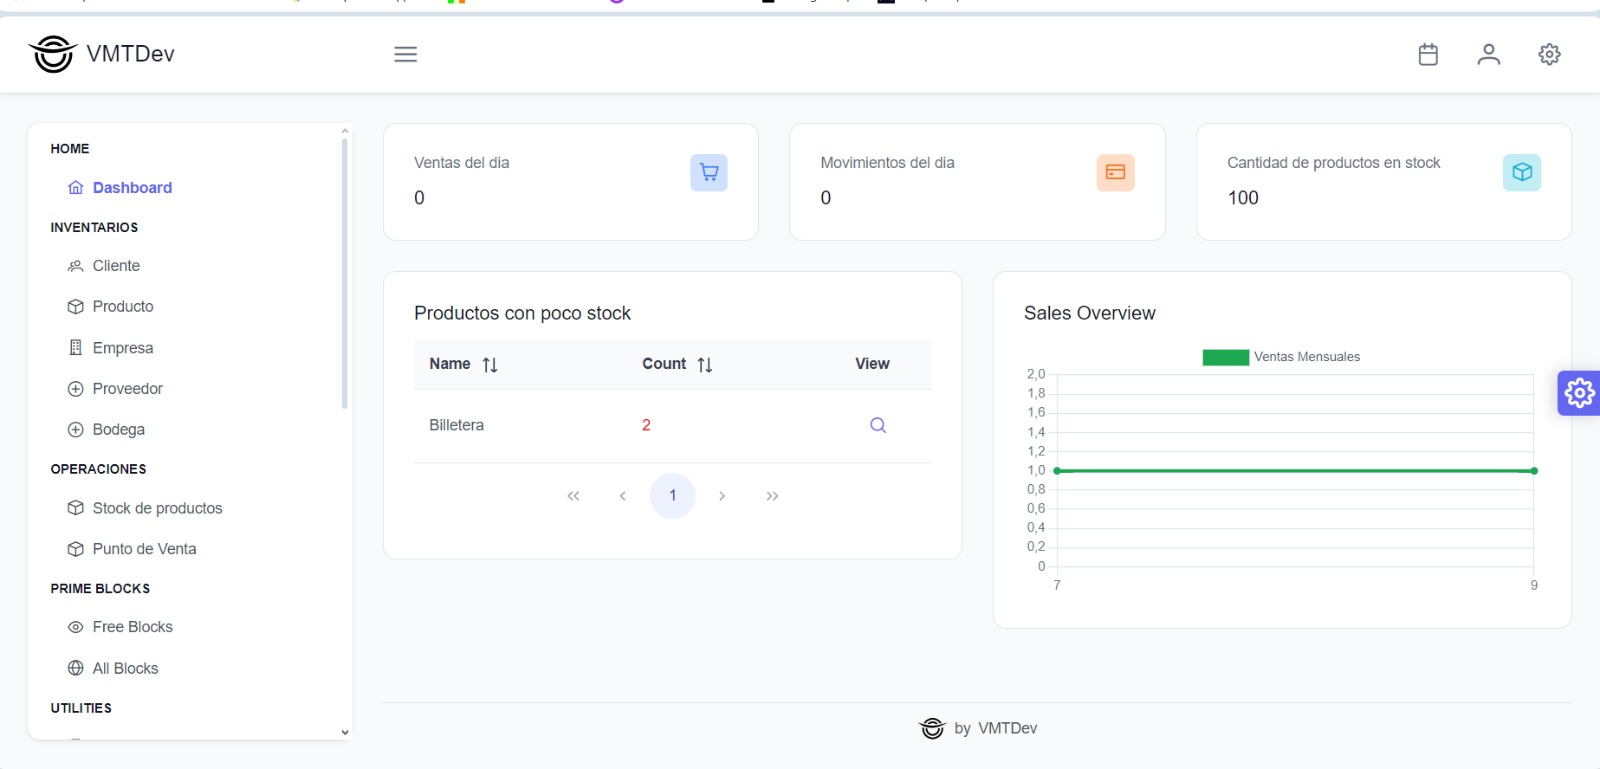 VMTDev
HOME
Dashboard
INVENTARIOS
Cliente
Producto
Empresa
Proveedor
Bodega
OPERACIONES
Stock de productos
Punto de Venta
PRIME BLOCKS
Free Blocks
All Blocks
UTILITIES
Ventas del dia
0
Movimientos del dia
0
Cantidad de productos en stock
100
Productos con poco stock
Name Count View
Billetera 2
1
Sales Overview
Ventas Mensuales
2,0
1,8
1,6
1,4
1,2
1,0
0,8
0,6
0,4
0,2
0
7 9
by VMTDev